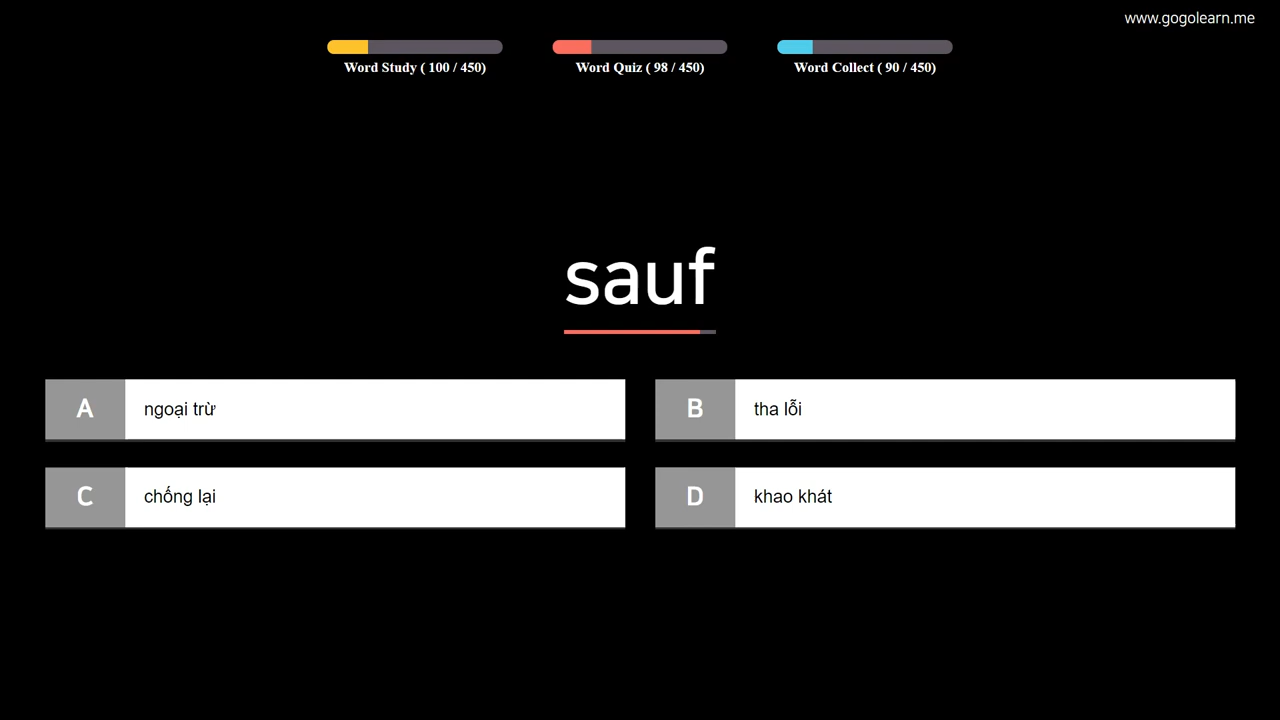 www.gogolearn.me
Word Study ( 100 / 450)
Word Quiz ( 98 / 450)
Word Collect ( 90 / 450)
sauf
A ngoại trừ
B tha lỗi
C chống lại
D khao khát